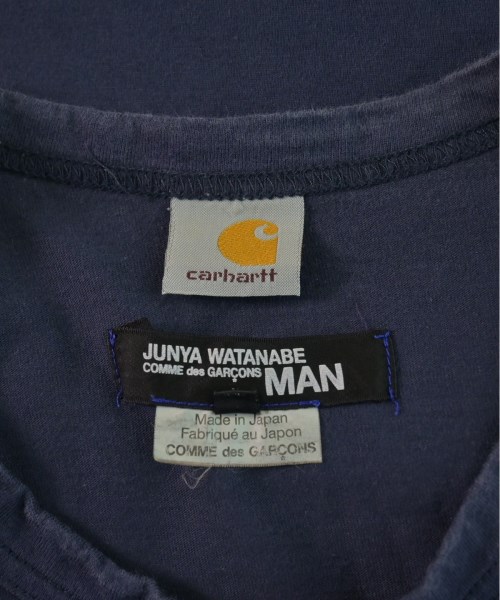 carhartt
JUNYA WATANABE
COMME des GARÇONS MAN
Made in Japan
Fabriqué au Japon
COMME des GARÇONS